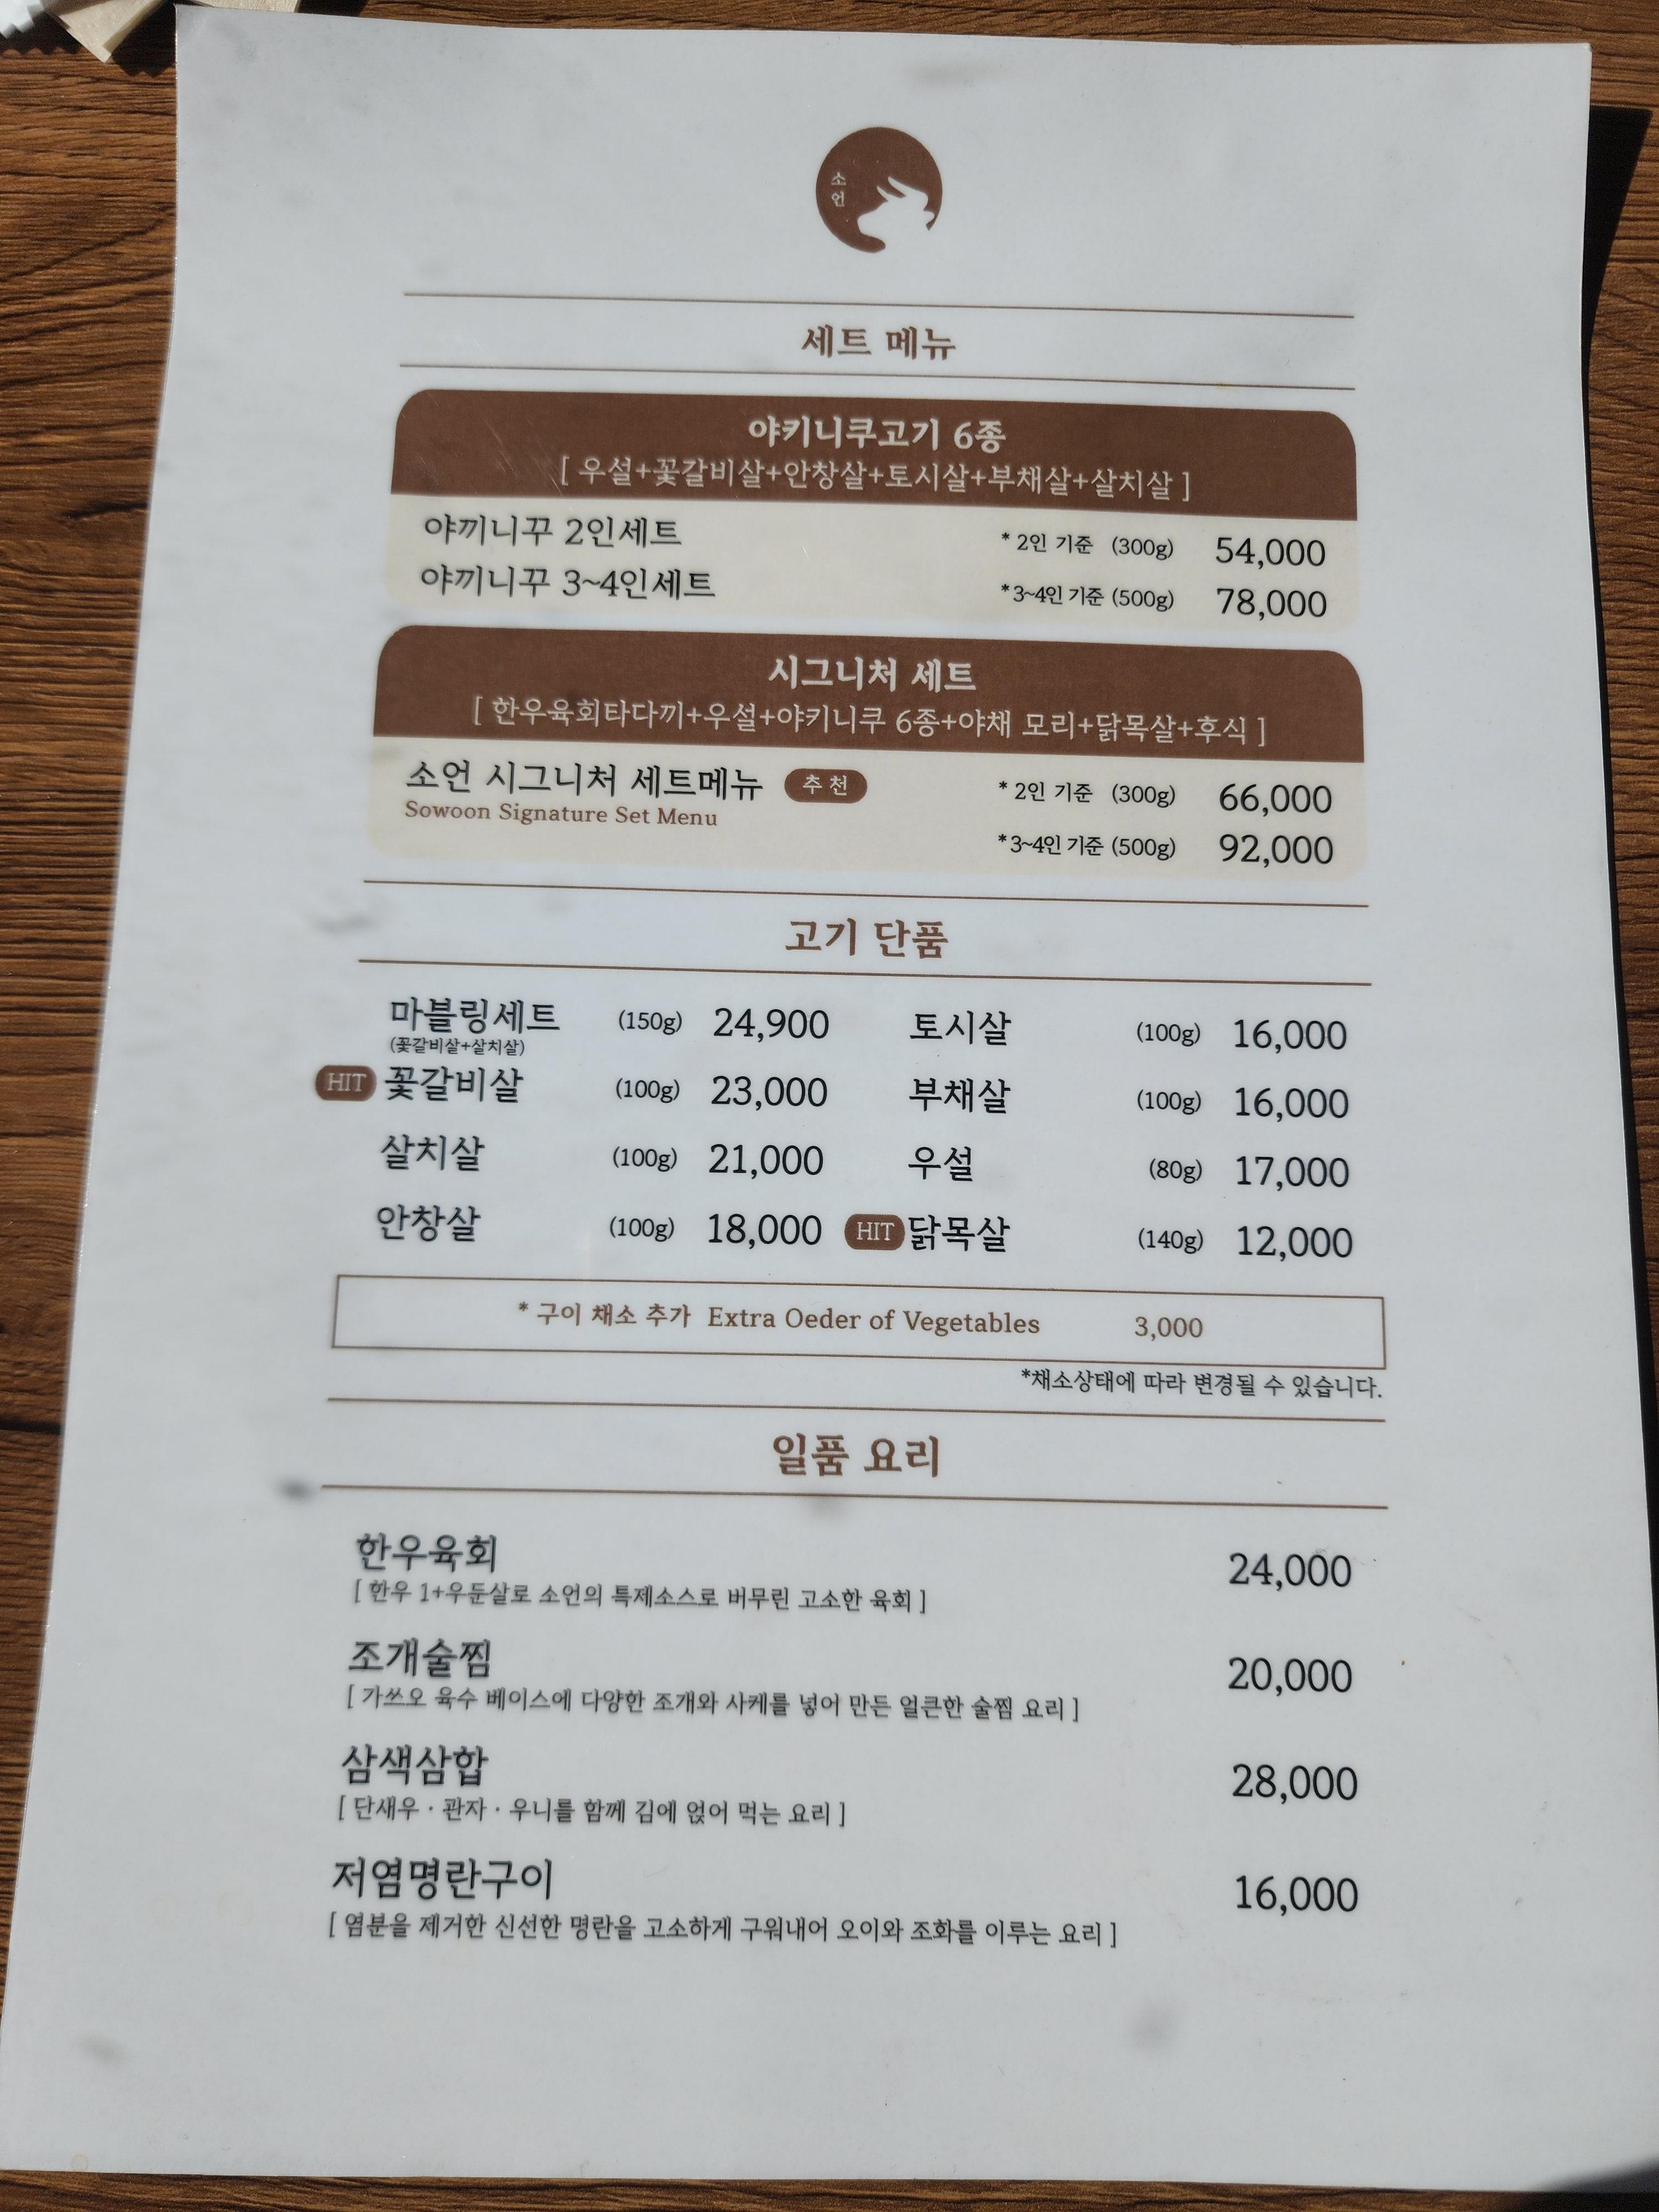 소
언
세트 메뉴
야키니쿠고기 6종
[ 우설+꽃갈비살+안창살+토시살+부채살+살치살 ]
야끼니꾸 2인세트 * 2인 기준 (300g) 54,000
야끼니꾸 3~4인세트 *3~4인 기준 (500g) 78,000
시그니처 세트
[ 한우육회타다끼+우설+야키니쿠 6종+야채 모리+닭목살+후식 ]
소언 시그니처 세트메뉴 추천 * 2인 기준 (300g) 66,000
Sowoon Signature Set Menu
*3~4인 기준 (500g) 92,000
고기 단품
마블링세트 (150g) 24,900 토시살 (100g) 16,000
(꽃갈비살+살치살)
HIT 꽃갈비살 (100g) 23,000 부채살 (100g) 16,000
살치살 (100g) 21,000 우설 (80g) 17,000
안창살 (100g) 18,000 HIT 닭목살 (140g) 12,000
* 구이 채소 추가 Extra Oeder of Vegetables 3,000
*채소상태에 따라 변경될 수 있습니다.
일품 요리
한우육회 24,000
[ 한우 1+우둔살로 소언의 특제소스로 버무린 고소한 육회 ]
조개술찜 20,000
[ 가쓰오 육수 베이스에 다양한 조개와 사케를 넣어 만든 얼큰한 술찜 요리 ]
삼색삼합 28,000
[ 단새우 · 관자 · 우니를 함께 김에 얹어 먹는 요리 ]
저염명란구이 16,000
[ 염분을 제거한 신선한 명란을 고소하게 구워내어 오이와 조화를 이루는 요리 ]